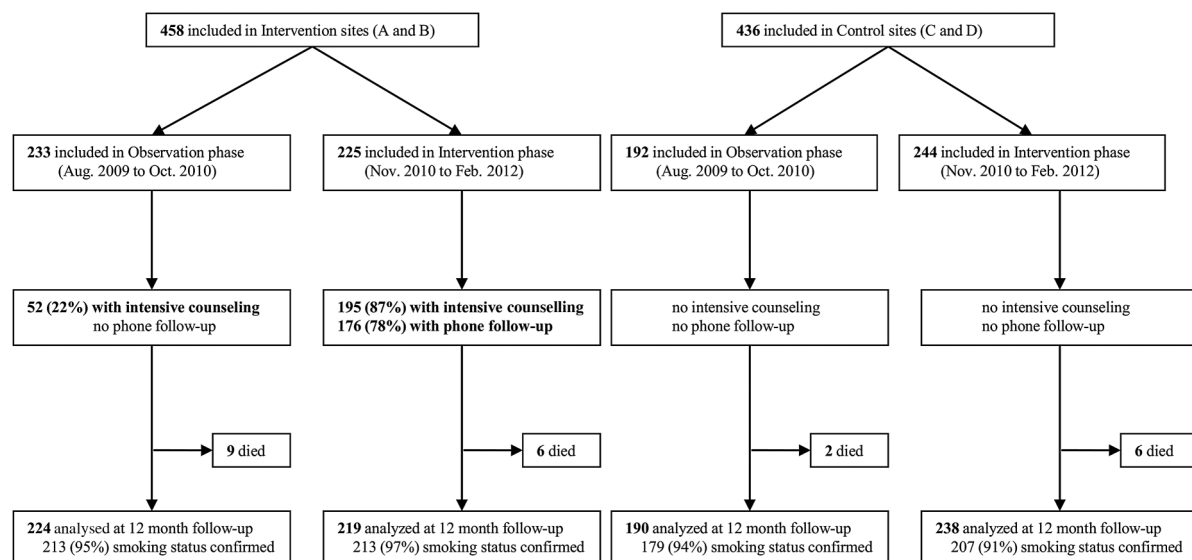 458 included in Intervention sites (A and B)
436 included in Control sites (C and D)
233 included in Observation phase
(Aug. 2009 to Oct. 2010)
225 included in Intervention phase
(Nov. 2010 to Feb. 2012)
192 included in Observation phase
(Aug. 2009 to Oct. 2010)
244 included in Intervention phase
(Nov. 2010 to Feb. 2012)
52 (22%) with intensive counseling
no phone follow-up
195 (87%) with intensive counselling
176 (78%) with phone follow-up
no intensive counseling
no phone follow-up
no intensive counseling
no phone follow-up
9 died
6 died
2 died
6 died
224 analysed at 12 month follow-up
213 (95%) smoking status confirmed
219 analyzed at 12 month follow-up
213 (97%) smoking status confirmed
190 analyzed at 12 month follow-up
179 (94%) smoking status confirmed
238 analyzed at 12 month follow-up
207 (91%) smoking status confirmed